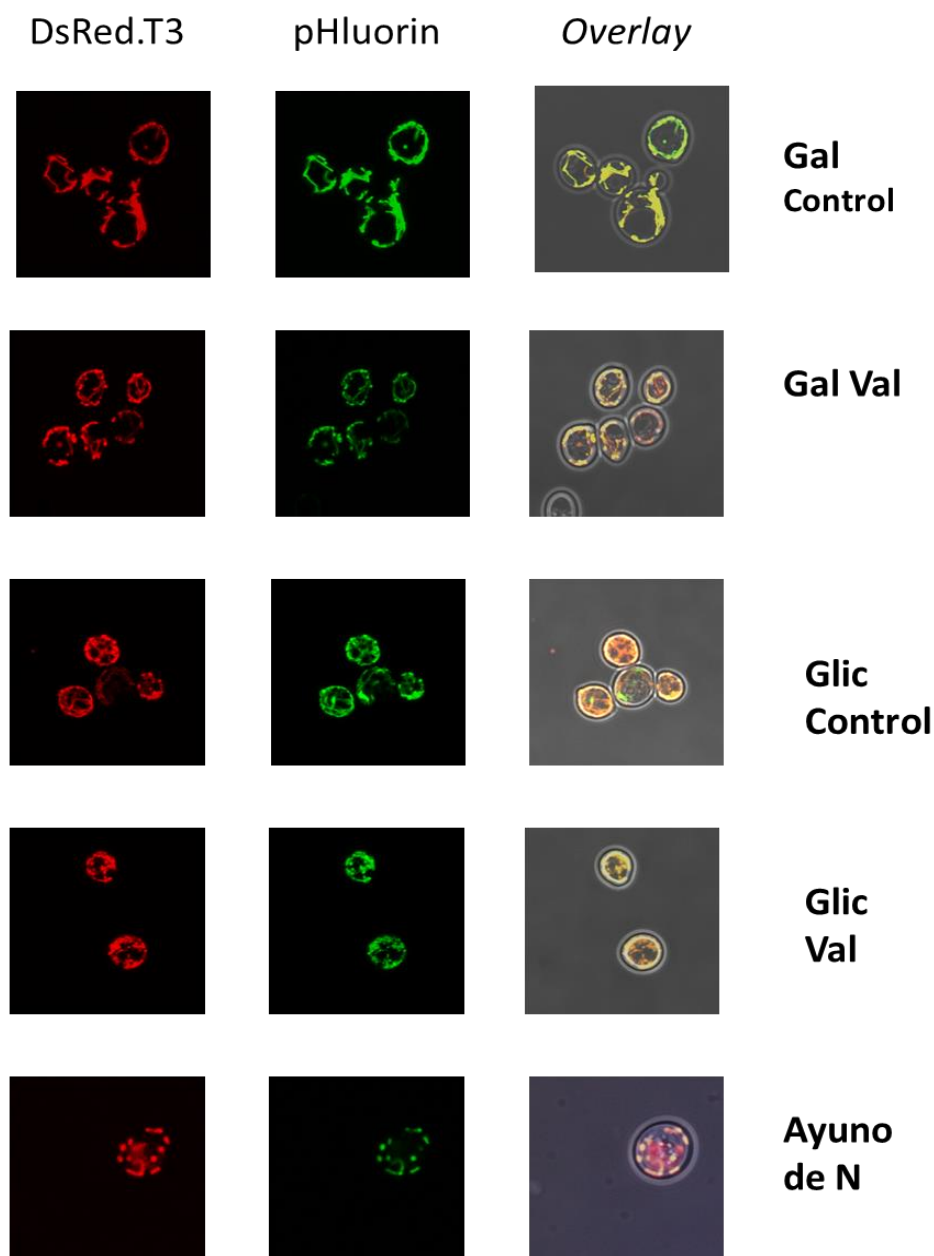 DsRed.T3 pHluorin Overlay
Gal
Control
Gal Val
Glic
Control
Glic
Val
Ayuno
de N